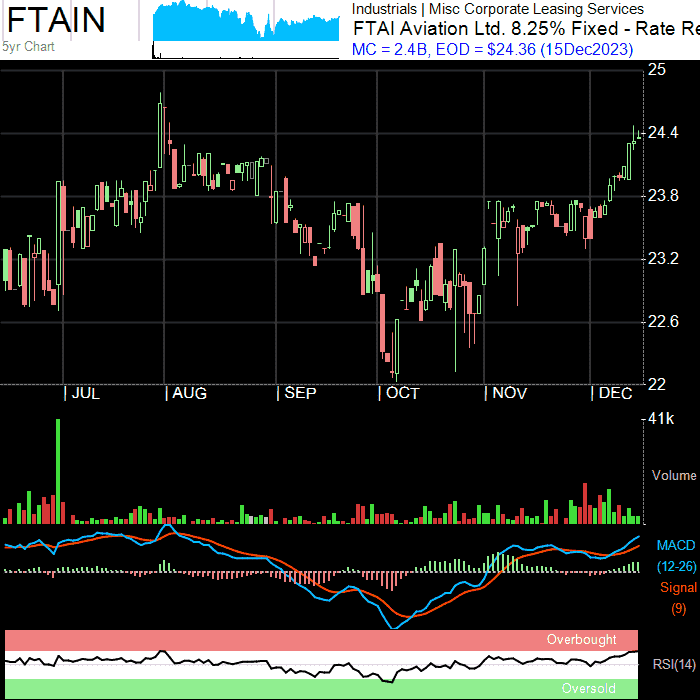 FTAIN
5yr Chart
Industrials | Misc Corporate Leasing Services
FTAI Aviation Ltd. 8.25% Fixed - Rate Re
MC = 2.4B, EOD = $24.36 (15Dec2023)
25
24.4
23.8
23.2
22.6
22
| JUL | AUG | SEP | OCT | NOV | DEC
41k
Volume
MACD
(12-26)
Signal
(9)
Overbought
RSI(14)
Oversold